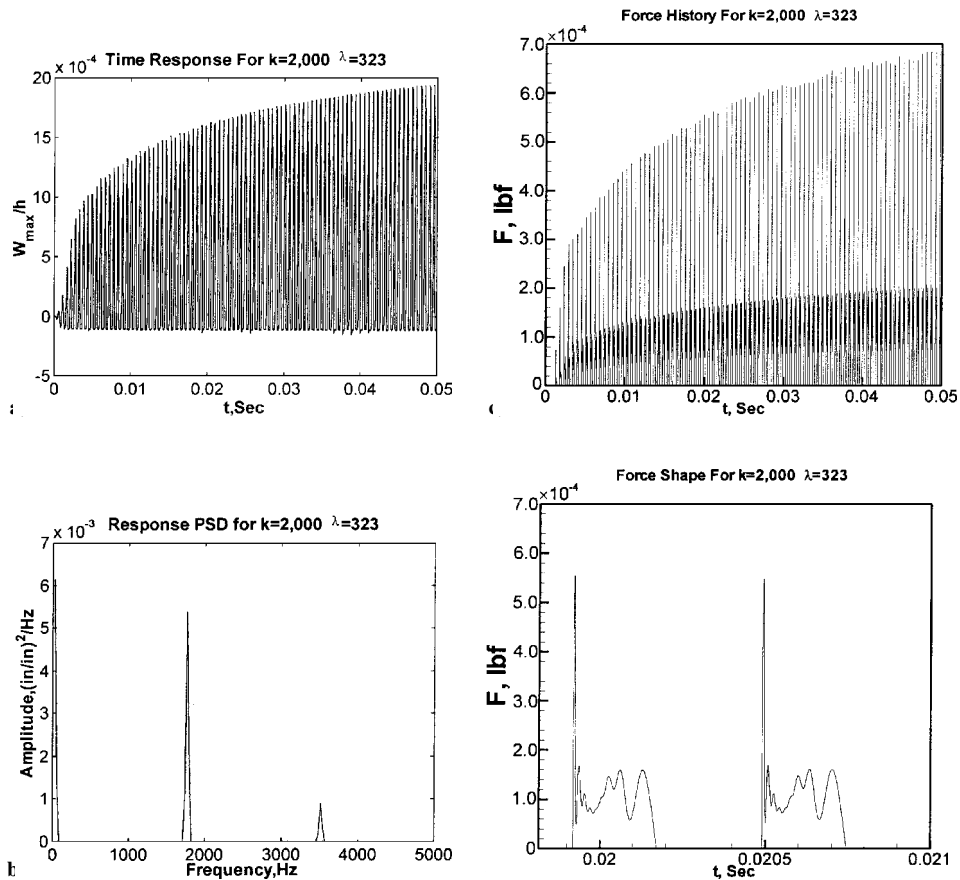 Time Response For k=2,000 λ=323
20 × 10⁻⁴
15
10
5
0
-5
W_max/h
0 0.01 0.02 0.03 0.04 0.05
t,Sec
Force History For k=2,000 λ=323
7.0 ×10⁻⁴
6.0
5.0
4.0
3.0
2.0
1.0
0
F, lbf
0 0.01 0.02 0.03 0.04 0.05
t, Sec
Response PSD for k=2,000 λ=323
7 × 10⁻³
6
5
4
3
2
1
0
Amplitude,(in/in)²/Hz
0 1000 2000 3000 4000 5000
Frequency,Hz
Force Shape For k=2,000 λ=323
7.0 ×10⁻⁴
6.0
5.0
4.0
3.0
2.0
1.0
0
F, lbf
0.02 0.0205 0.021
t, Sec